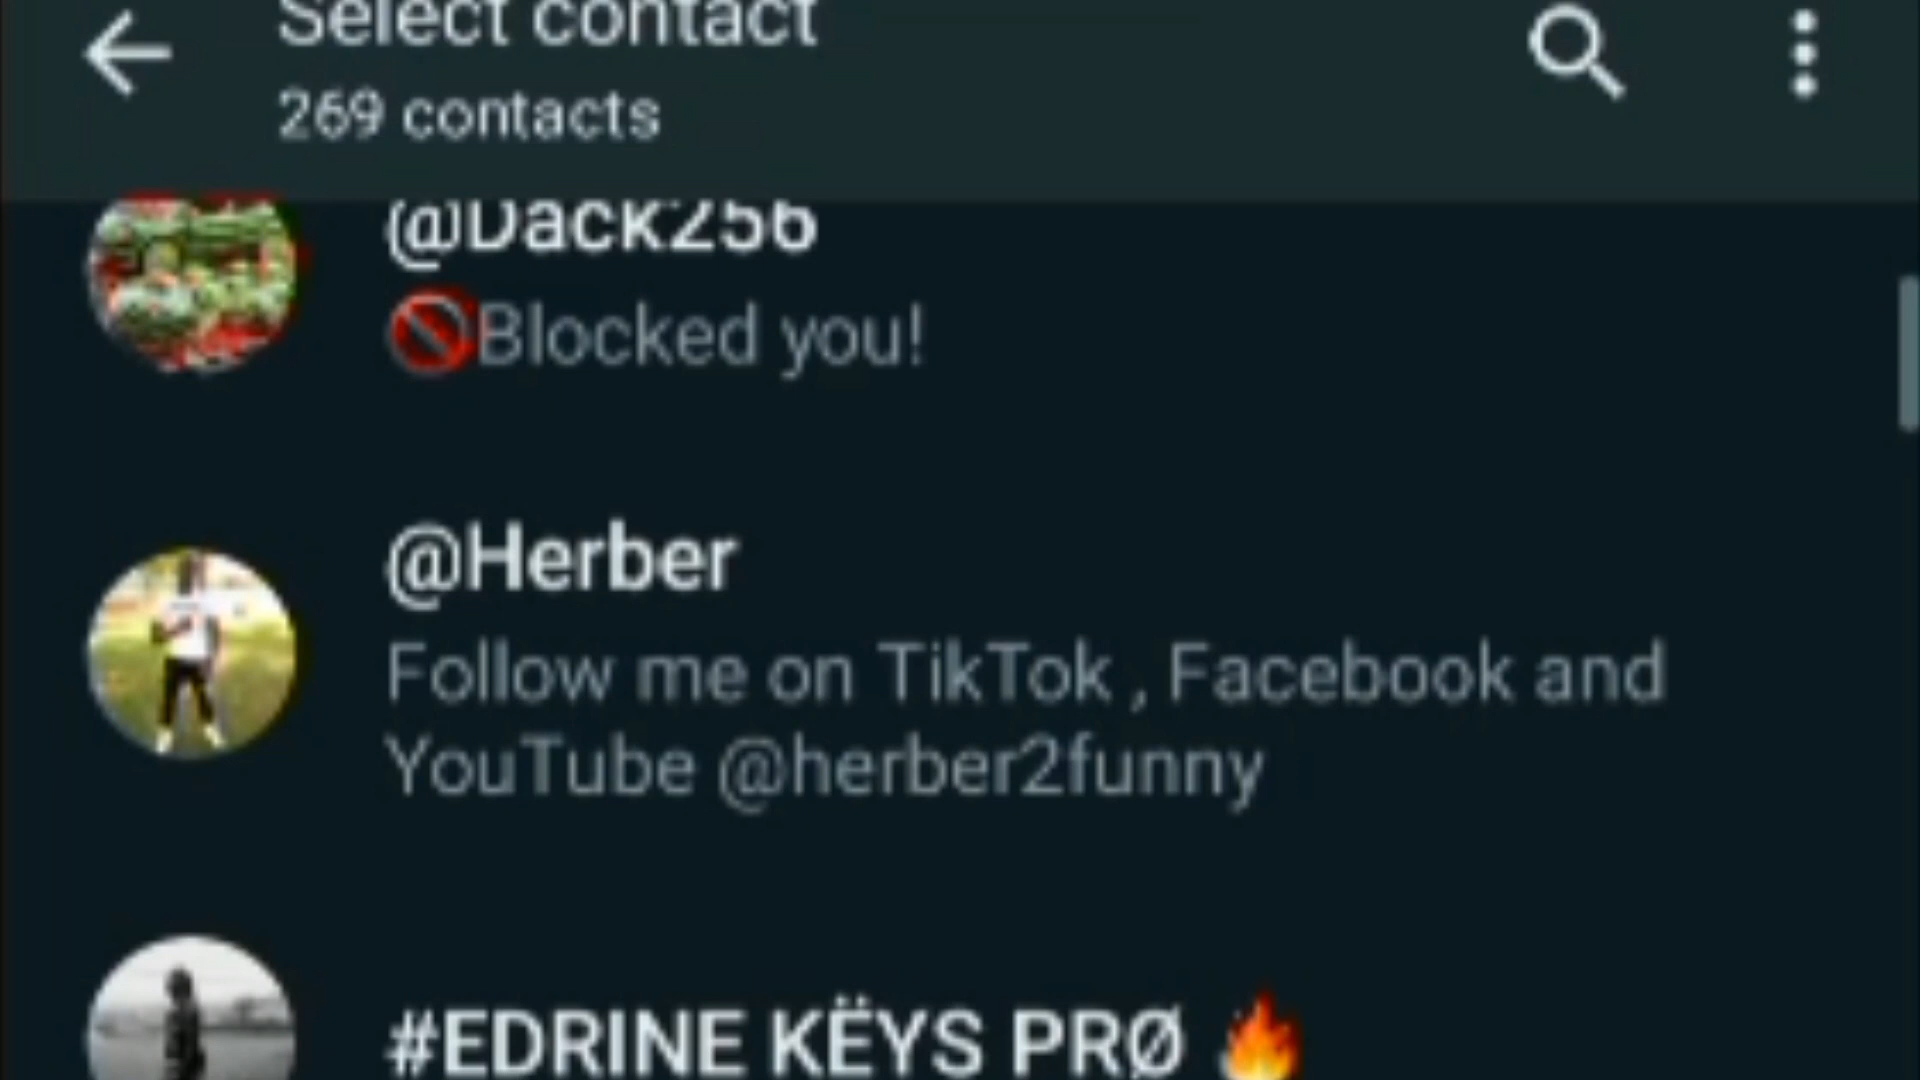 Select contact
269 contacts
@Dack256
🚫Blocked you!
@Herber
Follow me on TikTok , Facebook and
YouTube @herber2funny
#EDRINE KËYS PRØ 🔥